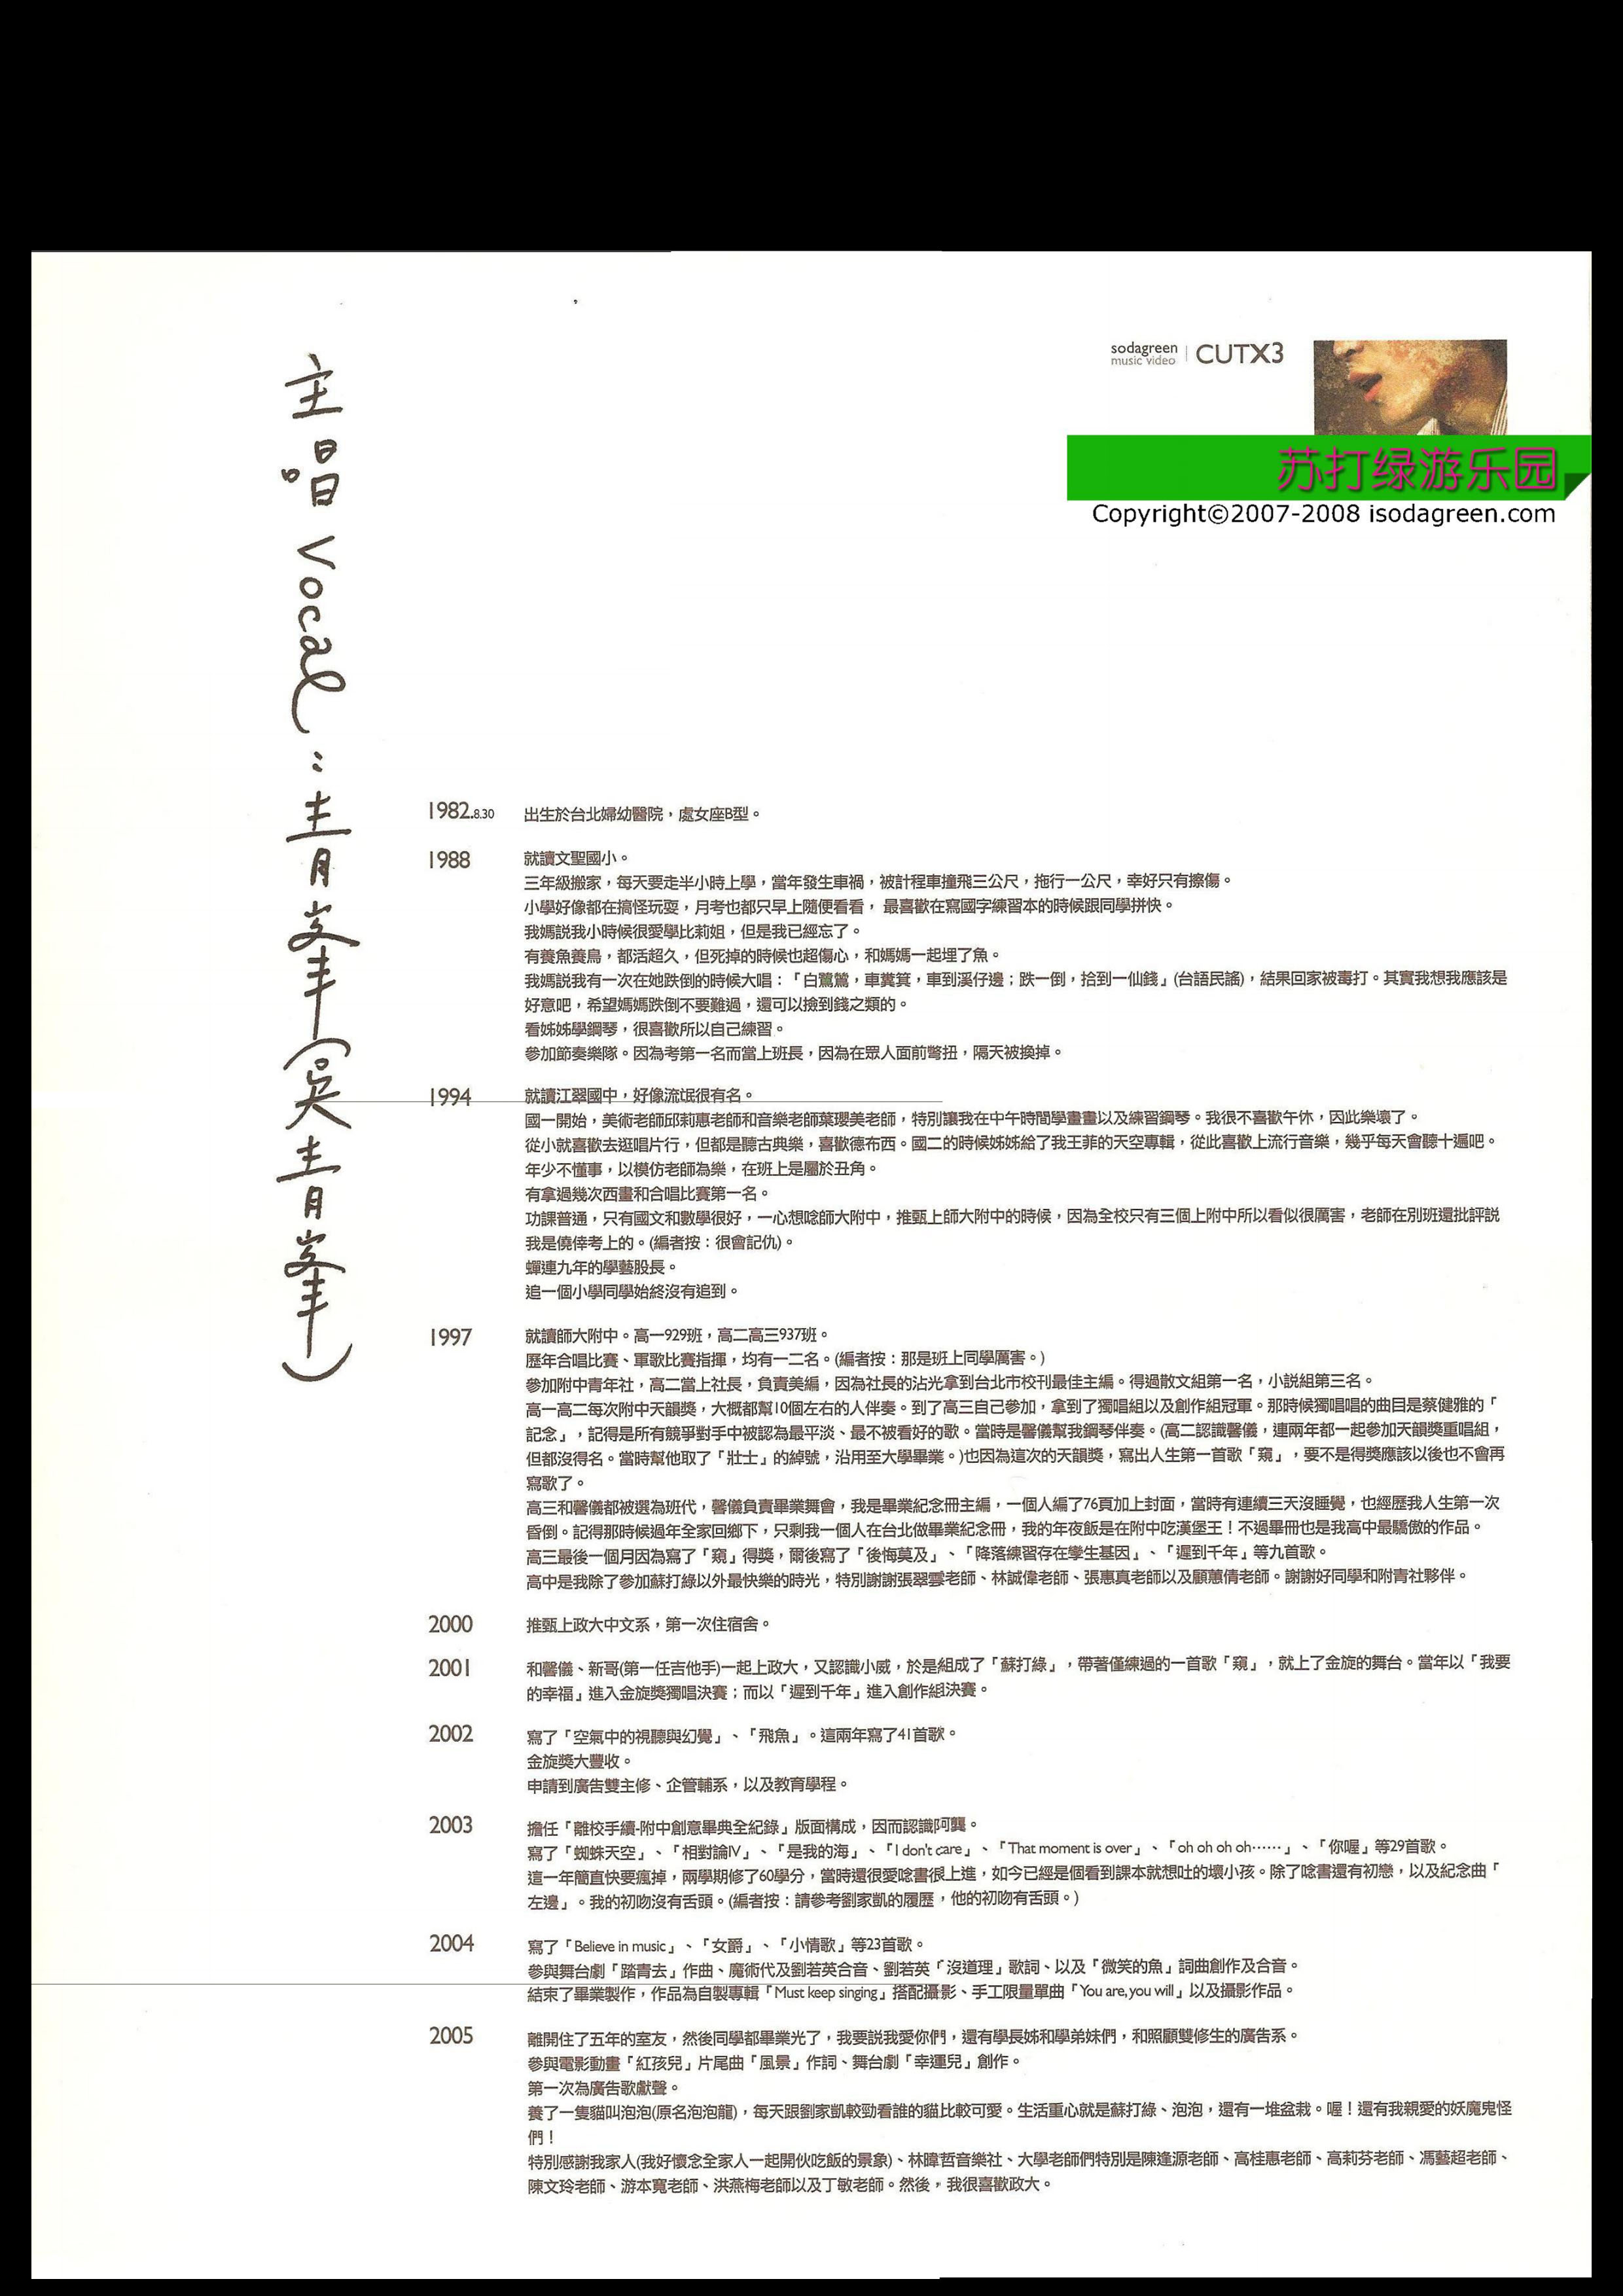 sodagreen
music video
CUTX3
苏打绿游乐园
Copyright©2007-2008 isodagreen.com
主唱 Vocal：青峯（吳青峯）
1982.8.30 出生於台北婦幼醫院，處女座B型。
1988 就讀文聖國小。
三年級搬家，每天要走半小時上學，當年發生車禍，被計程車撞飛三公尺，拖行一公尺，幸好只有擦傷。
小學好像都在搞怪玩耍，月考也都只早上隨便看看， 最喜歡在寫國字練習本的時候跟同學拼快。
我媽說我小時候很愛學比莉姐，但是我已經忘了。
有養魚養鳥，都活超久，但死掉的時候也超傷心，和媽媽一起埋了魚。
我媽說我有一次在她跌倒的時候大唱：「白鷺鷥，車糞箕，車到溪仔邊；跌一倒，拾到一仙錢」(台語民謠)，結果回家被毒打。其實我想我應該是
好意吧，希望媽媽跌倒不要難過，還可以撿到錢之類的。
看姊姊學鋼琴，很喜歡所以自己練習。
參加節奏樂隊。因為考第一名而當上班長，因為在眾人面前彆扭，隔天被換掉。
1994 就讀江翠國中，好像流氓很有名。
國一開始，美術老師邱莉惠老師和音樂老師葉瓔美老師，特別讓我在中午時間學畫畫以及練習鋼琴。我很不喜歡午休，因此樂壞了。
從小就喜歡去逛唱片行，但都是聽古典樂，喜歡德布西。國二的時候姊姊給了我王菲的天空專輯，從此喜歡上流行音樂，幾乎每天會聽十遍吧。
年少不懂事，以模仿老師為樂，在班上是屬於丑角。
有拿過幾次西畫和合唱比賽第一名。
功課普通，只有國文和數學很好，一心想唸師大附中，推甄上師大附中的時候，因為全校只有三個上附中所以看似很厲害，老師在別班還批評說
我是僥倖考上的。(編者按：很會記仇)。
蟬連九年的學藝股長。
追一個小學同學始終沒有追到。
1997 就讀師大附中。高一929班，高二高三937班。
歷年合唱比賽、軍歌比賽指揮，均有一二名。(編者按：那是班上同學厲害。)
參加附中青年社，高二當上社長，負責美編，因為社長的沾光拿到台北市校刊最佳主編。得過散文組第一名，小說組第三名。
高一高二每次附中天韻獎，大概都幫10個左右的人伴奏。到了高三自己參加，拿到了獨唱組以及創作組冠軍。那時候獨唱唱的曲目是蔡健雅的「
記念」，記得是所有競爭對手中被認為最平淡、最不被看好的歌。當時是馨儀幫我鋼琴伴奏。(高二認識馨儀，連兩年都一起參加天韻獎重唱組，
但都沒得名。當時幫他取了「壯士」的綽號，沿用至大學畢業。)也因為這次的天韻獎，寫出人生第一首歌「窺」，要不是得獎應該以後也不會再
寫歌了。
高三和馨儀都被選為班代，馨儀負責畢業舞會，我是畢業紀念冊主編，一個人編了76頁加上封面，當時有連續三天沒睡覺，也經歷我人生第一次
昏倒。記得那時候過年全家回鄉下，只剩我一個人在台北做畢業紀念冊，我的年夜飯是在附中吃漢堡王！不過畢冊也是我高中最驕傲的作品。
高三最後一個月因為寫了「窺」得獎，爾後寫了「後悔莫及」、「降落練習存在孿生基因」、「遲到千年」等九首歌。
高中是我除了參加蘇打綠以外最快樂的時光，特別謝謝張翠雲老師、林誠偉老師、張惠真老師以及顧蕙倩老師。謝謝好同學和附青社夥伴。
2000 推甄上政大中文系，第一次住宿舍。
2001 和馨儀、新哥(第一任吉他手)一起上政大，又認識小威，於是組成了「蘇打綠」，帶著僅練過的一首歌「窺」，就上了金旋的舞台。當年以「我要
的幸福」進入金旋獎獨唱決賽；而以「遲到千年」進入創作組決賽。
2002 寫了「空氣中的視聽與幻覺」、「飛魚」。這兩年寫了41首歌。
金旋獎大豐收。
申請到廣告雙主修、企管輔系，以及教育學程。
2003 擔任「離校手續-附中創意畢典全紀錄」版面構成，因而認識阿龔。
寫了「蜘蛛天空」、「相對論IV」、「是我的海」、「I don't care」、「That moment is over」、「oh oh oh oh……」、「你喔」等29首歌。
這一年簡直快要瘋掉，兩學期修了60學分，當時還很愛唸書很上進，如今已經是個看到課本就想吐的壞小孩。除了唸書還有初戀，以及紀念曲「
左邊」。我的初吻沒有舌頭。(編者按：請參考劉家凱的履歷，他的初吻有舌頭。)
2004 寫了「Believe in music」、「女爵」、「小情歌」等23首歌。
參與舞台劇「踏青去」作曲、魔術代及劉若英合音、劉若英「沒道理」歌詞、以及「微笑的魚」詞曲創作及合音。
結束了畢業製作，作品為自製專輯「Must keep singing」搭配攝影、手工限量單曲「You are, you will」以及攝影作品。
2005 離開住了五年的室友，然後同學都畢業光了，我要說我愛你們，還有學長姊和學弟妹們，和照顧雙修生的廣告系。
參與電影動畫「紅孩兒」片尾曲「風景」作詞、舞台劇「幸運兒」創作。
第一次為廣告歌獻聲。
養了一隻貓叫泡泡(原名泡泡龍)，每天跟劉家凱較勁看誰的貓比較可愛。生活重心就是蘇打綠、泡泡，還有一堆盆栽。喔！還有我親愛的妖魔鬼怪
們！
特別感謝我家人(我好懷念全家人一起開伙吃飯的景象)、林暐哲音樂社、大學老師們特別是陳逢源老師、高桂惠老師、高莉芬老師、馮藝超老師、
陳文玲老師、游本寬老師、洪燕梅老師以及丁敏老師。然後，我很喜歡政大。